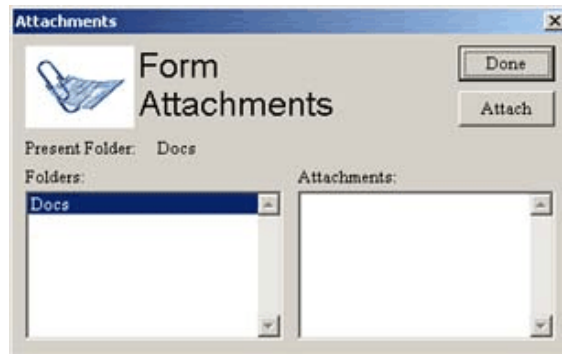 Attachments
Form
Attachments
Done
Attach
Present Folder: Docs
Folders:
Attachments:
Docs